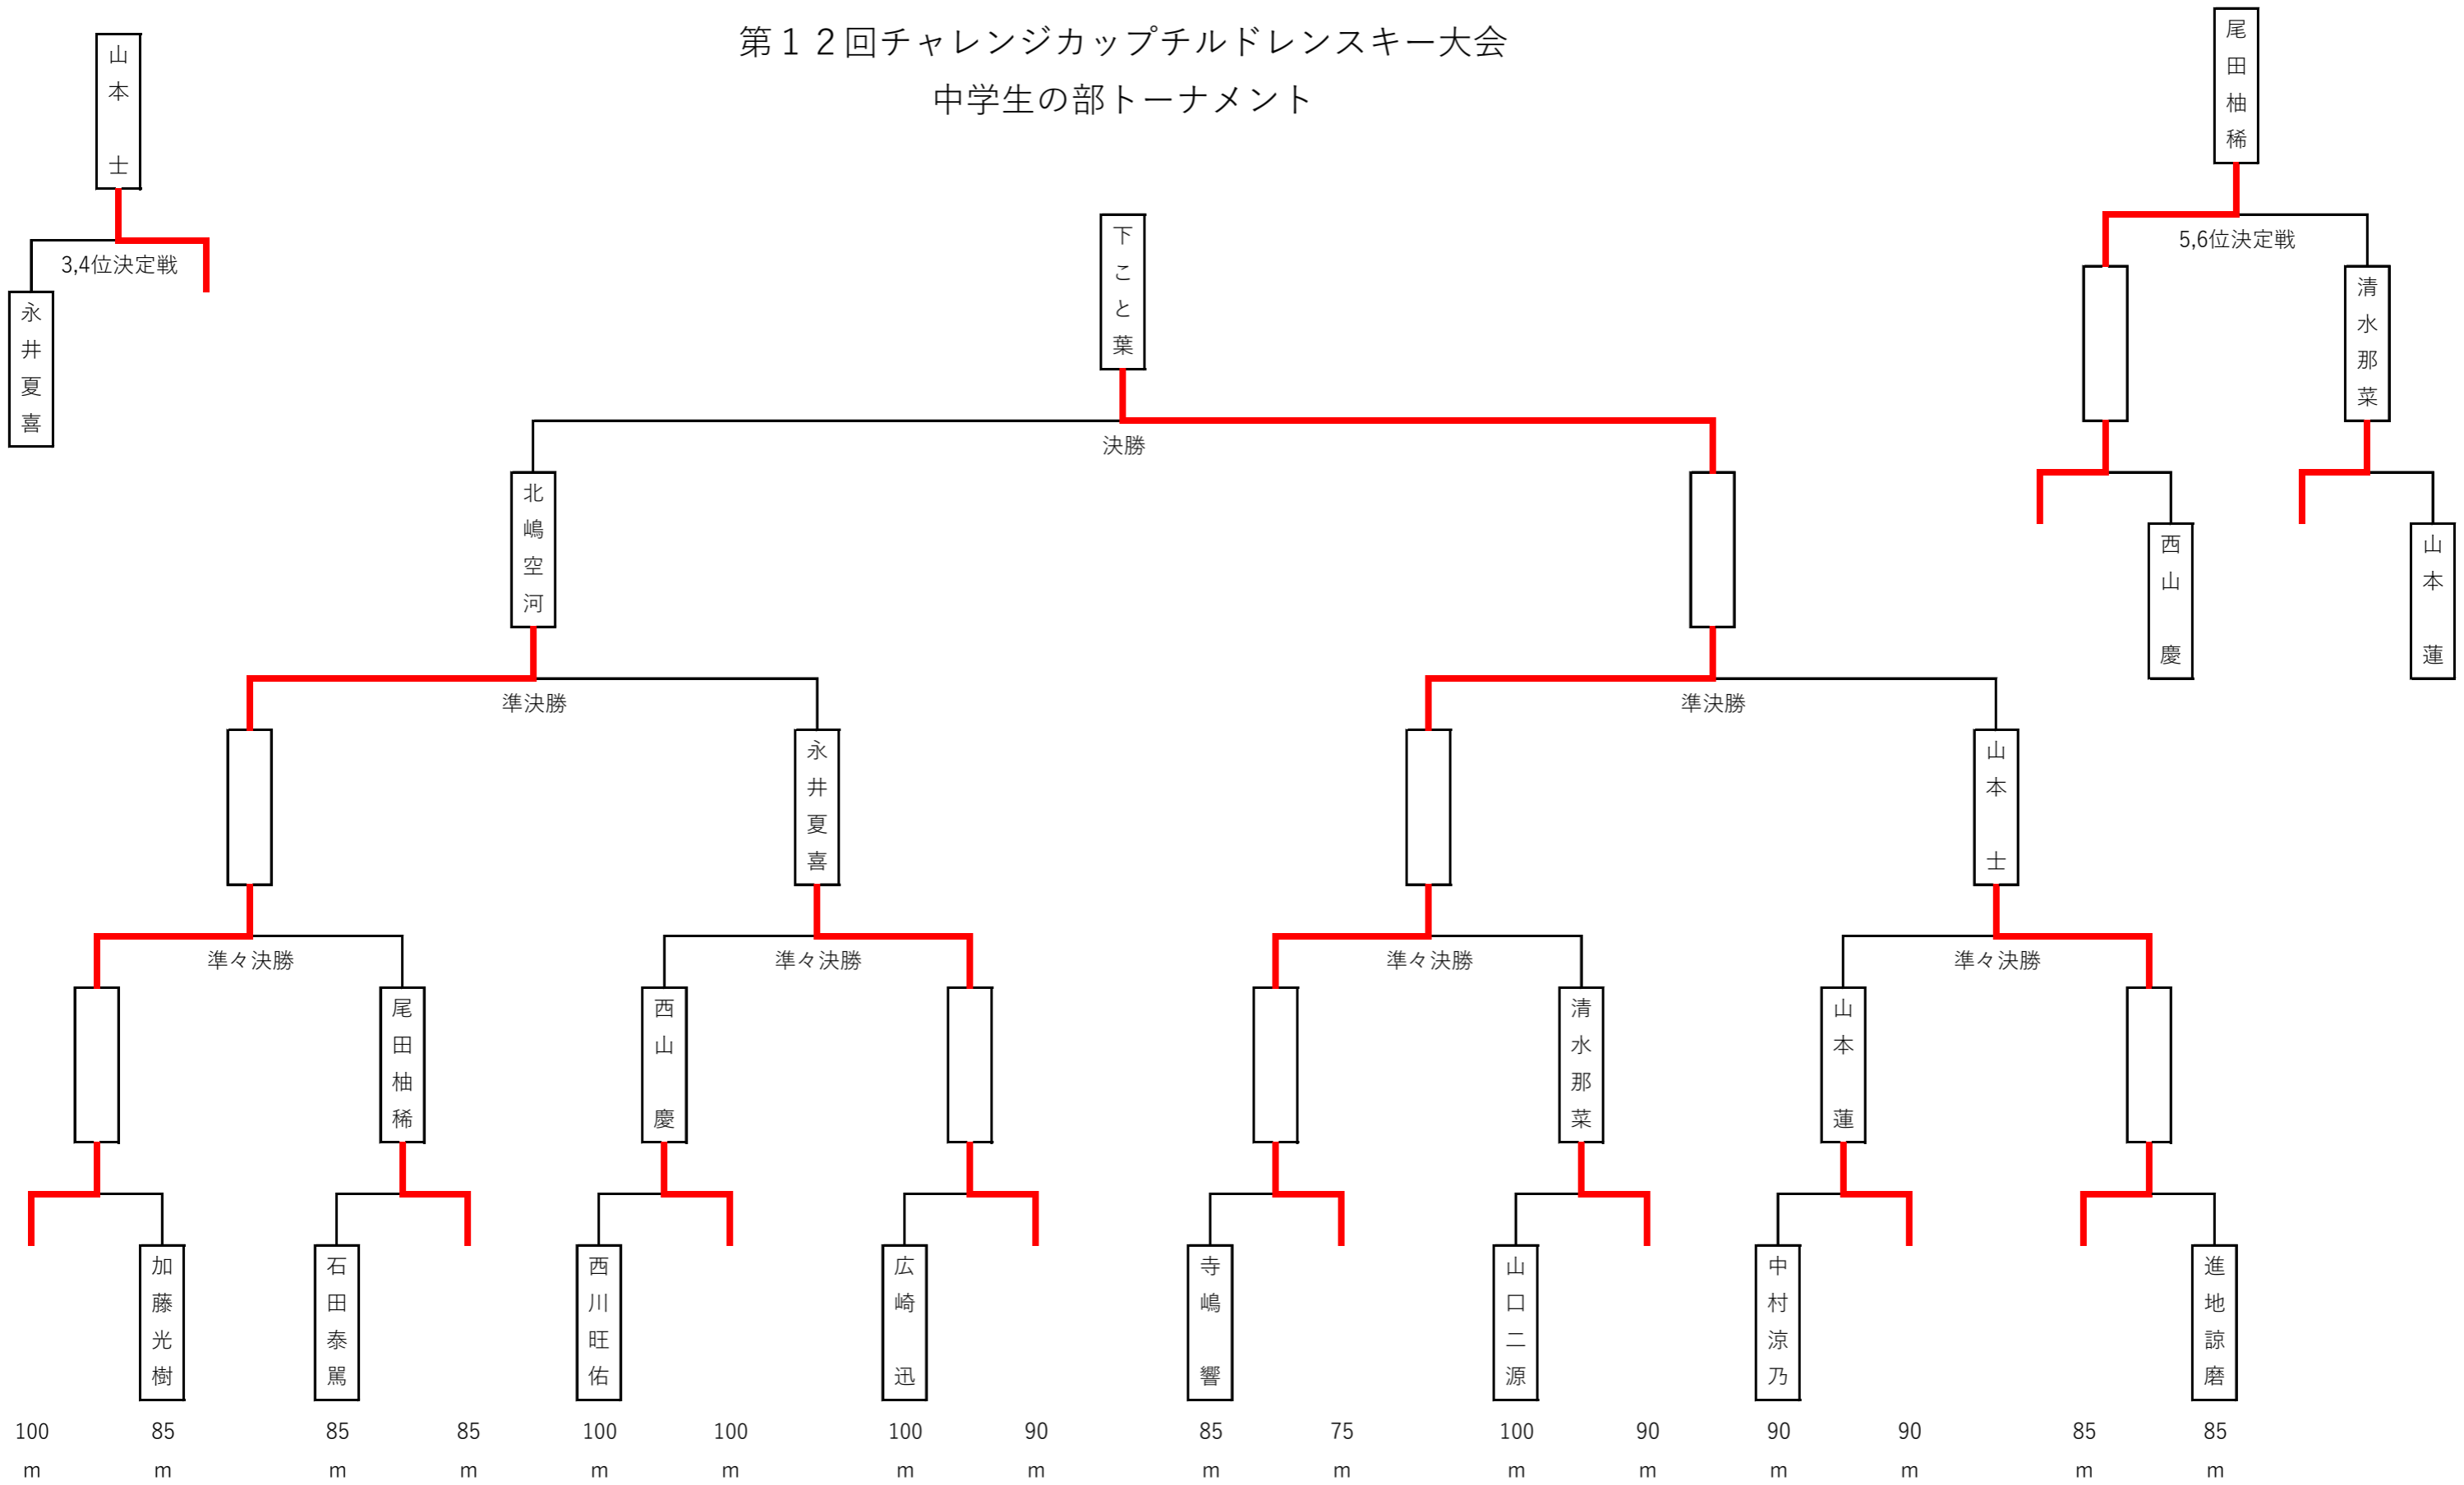 第１２回チャレンジカップチルドレンスキー大会
中学生の部トーナメント
山本　士
3,4位決定戦
永井夏喜
尾田柚稀
5,6位決定戦
清水那菜
西山　慶
山本　蓮
下こと葉
決勝
北嶋空河
準決勝
準決勝
永井夏喜
山本　士
準々決勝
準々決勝
準々決勝
準々決勝
尾田柚稀
西山　慶
清水那菜
山本　蓮
加藤光樹
石田泰罵
西川旺佑
広崎　迅
寺嶋　響
山口二源
中村涼乃
進地諒磨
100 85 85 85 100 100 100 90 85 75 100 90 90 90 85 85
m m m m m m m m m m m m m m m m